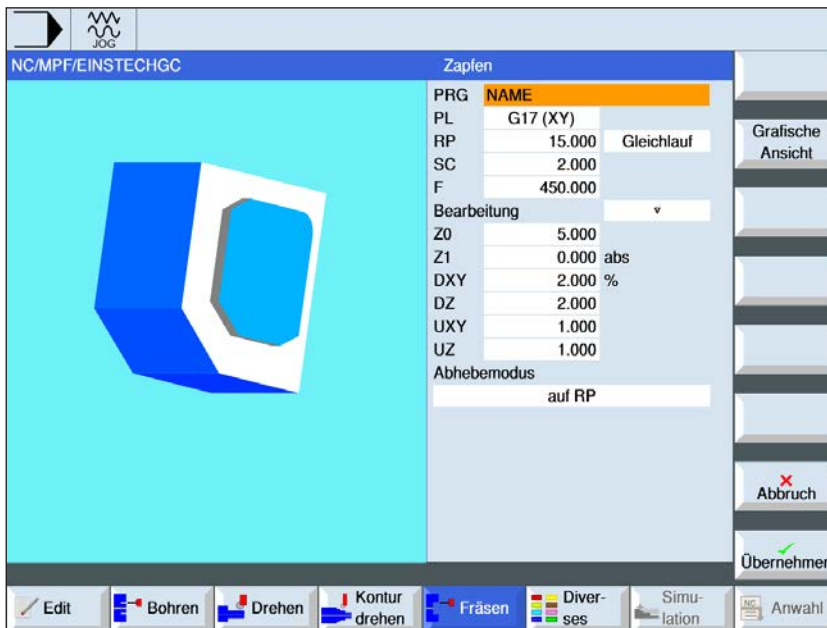 JOG
NC/MPF/EINSTECHGC
Zapfen
PRG NAME
PL G17 (XY)
RP 15.000 Gleichlauf
SC 2.000
F 450.000
Bearbeitung ▿
Z0 5.000
Z1 0.000 abs
DXY 2.000 %
DZ 2.000
UXY 1.000
UZ 1.000
Abhebemodus
auf RP
Grafische
Ansicht
Abbruch
Übernehmen
Edit
Bohren
Drehen
Kontur
drehen
Fräsen
Diver-
ses
Simu-
lation
NC
Anwahl